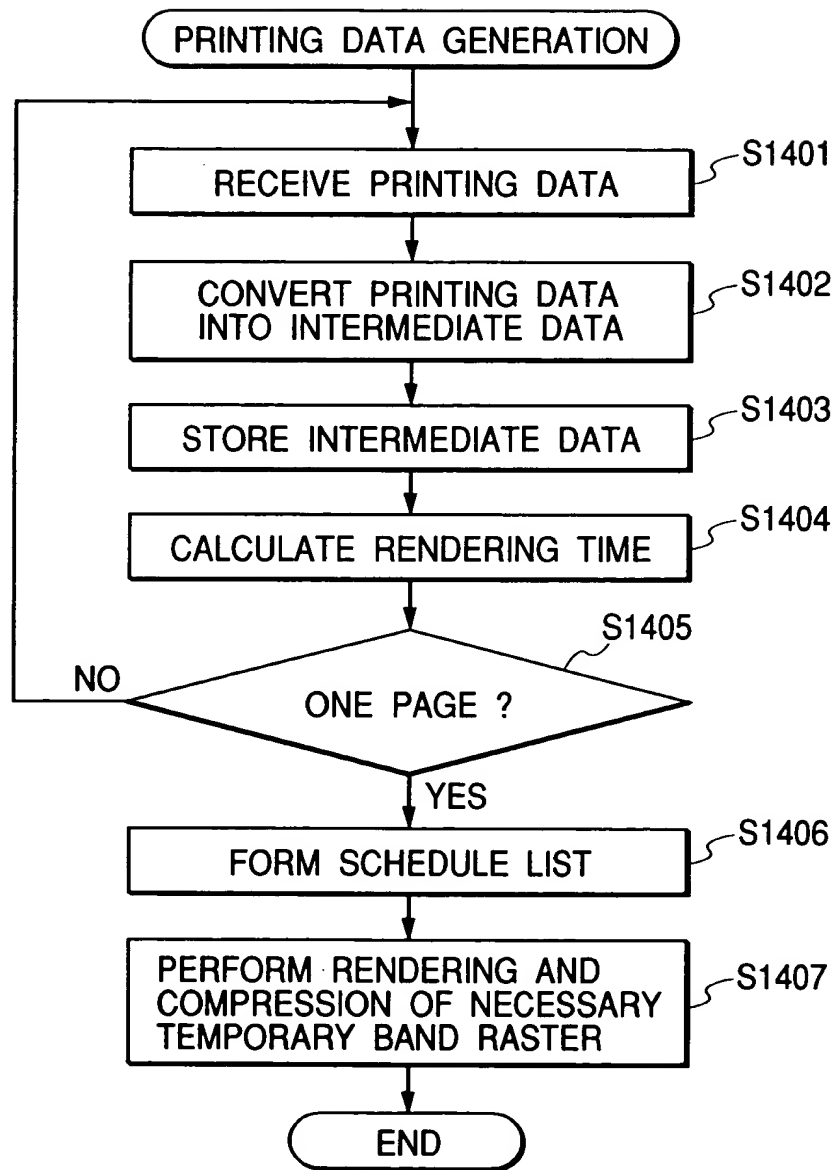 PRINTING DATA GENERATION
S1401
RECEIVE PRINTING DATA
S1402
CONVERT PRINTING DATA
INTO INTERMEDIATE DATA
S1403
STORE INTERMEDIATE DATA
S1404
CALCULATE RENDERING TIME
S1405
NO
ONE PAGE ?
YES
S1406
FORM SCHEDULE LIST
S1407
PERFORM RENDERING AND
COMPRESSION OF NECESSARY
TEMPORARY BAND RASTER
END